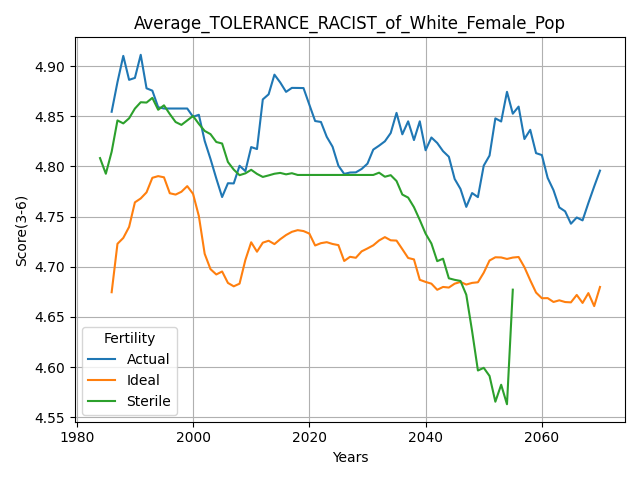 Average_TOLERANCE_RACIST_of_White_Female_Pop
4.90
4.85
4.80
4.75
4.70
4.65
4.60
4.55
Score(3-6)
Fertility
Actual
Ideal
Sterile
1980 2000 2020 2040 2060
Years